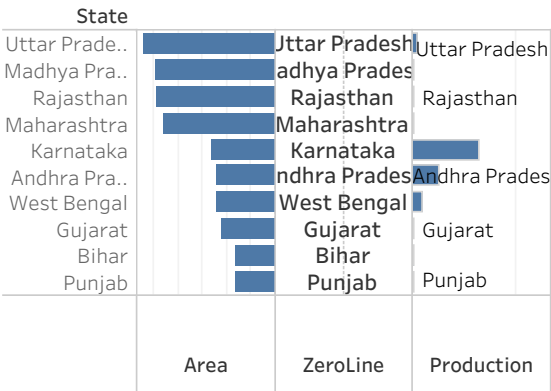 State
Uttar Prade.. Uttar Pradesh Uttar Pradesh
Madhya Pra.. adhya Prades
Rajasthan Rajasthan Rajasthan
Maharashtra Maharashtra
Karnataka Karnataka
Andhra Pra.. ndhra Prades Andhra Prades
West Bengal West Bengal
Gujarat Gujarat Gujarat
Bihar Bihar
Punjab Punjab Punjab
Area ZeroLine Production